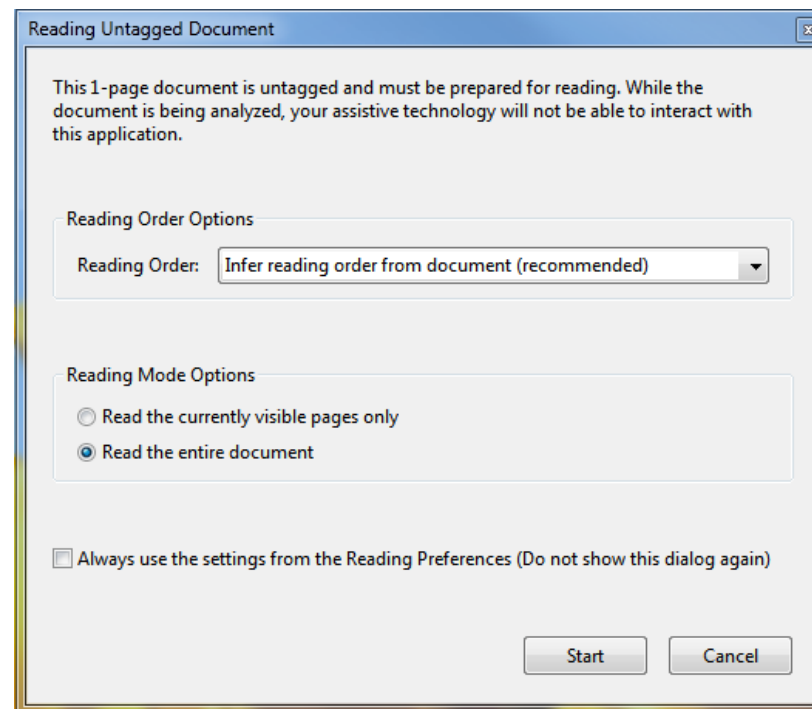 Reading Untagged Document
This 1-page document is untagged and must be prepared for reading. While the
document is being analyzed, your assistive technology will not be able to interact with
this application.
Reading Order Options
Reading Order: Infer reading order from document (recommended)
Reading Mode Options
Read the currently visible pages only
Read the entire document
Always use the settings from the Reading Preferences (Do not show this dialog again)
Start Cancel